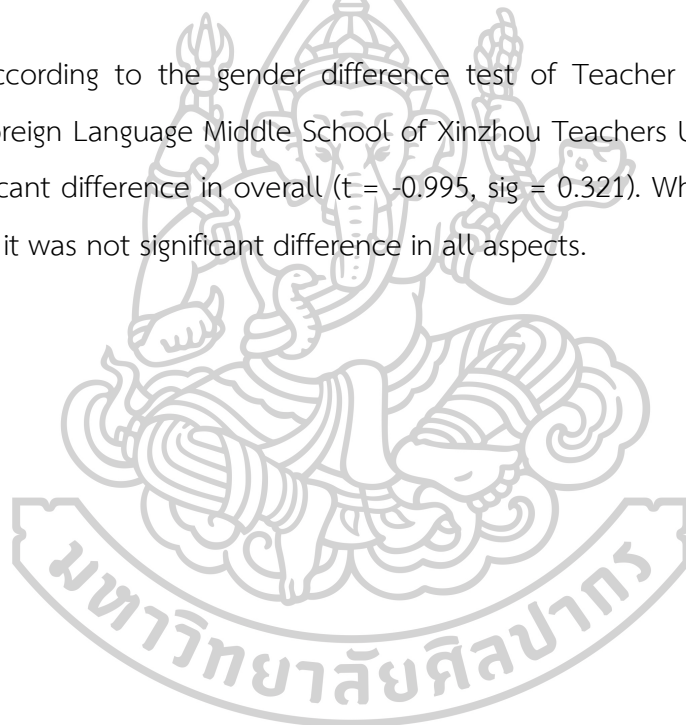 ccording to the gender difference test of Teacher
oreign Language Middle School of Xinzhou Teachers U
cant difference in overall (t = -0.995, sig = 0.321). Wh
it was not significant difference in all aspects.
มหาวิทยาลัยศิลปากร